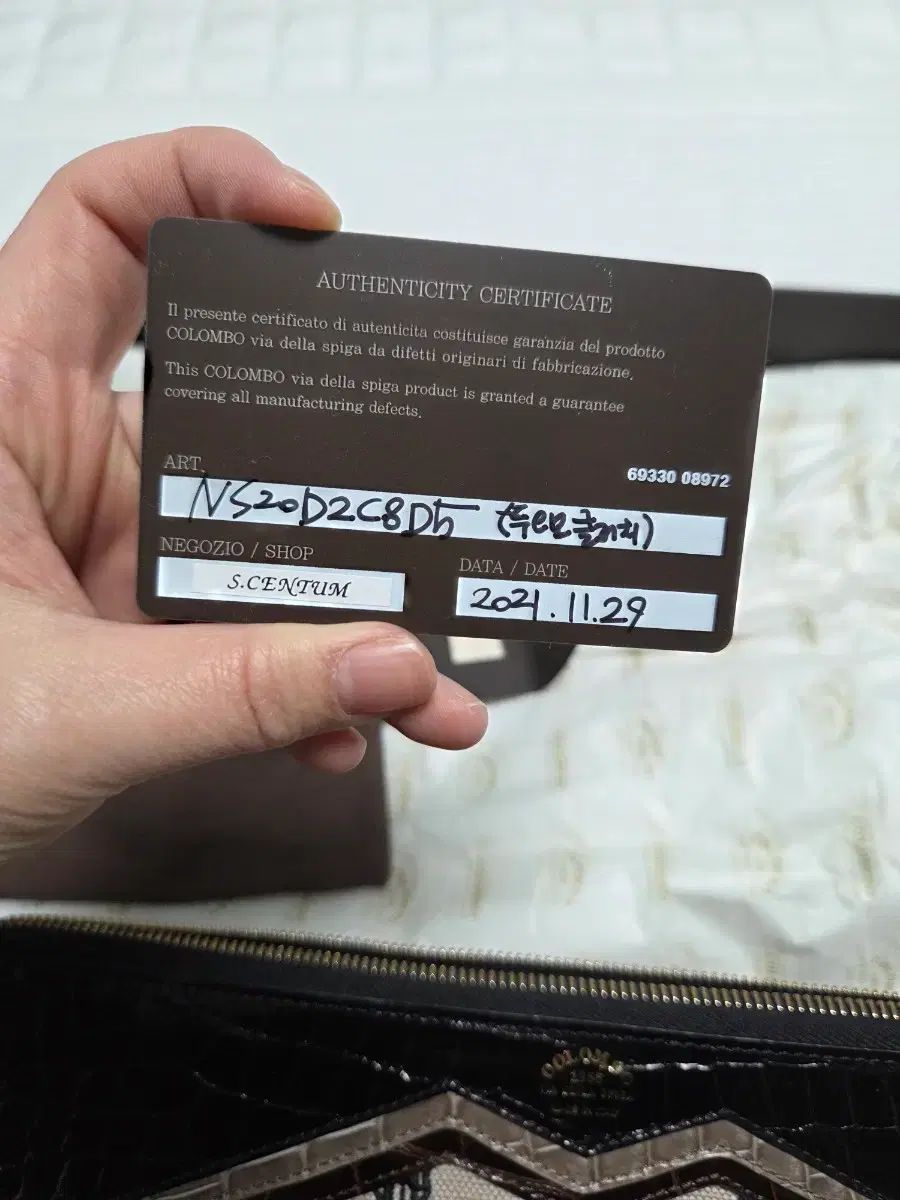 AUTHENTICITY CERTIFICATE
Il presente certificato di autenticita costituisce garanzia del prodotto
COLOMBO via della spiga da difetti originari di fabbricazione.
This COLOMBO via della spiga product is granted a guarantee
covering all manufacturing defects.
ART.
69330 08972
NS20D2C8D5
NEGOZIO / SHOP
S.CENTUM
DATA / DATE
2021.11.29
COLOMBO